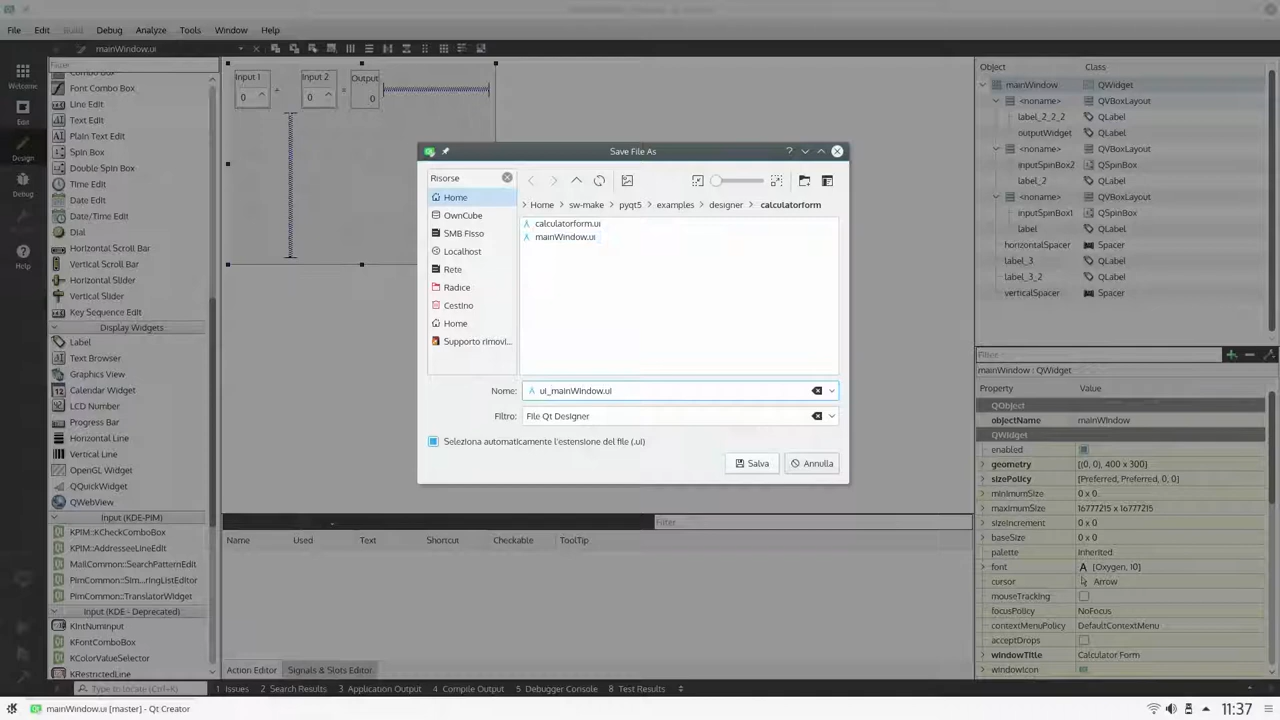 File Edit Build Debug Analyze Tools Window Help
mainWindow.ui
Welcome
Edit
Design
Debug
Help
Filter
Combo Box
Font Combo Box
Line Edit
Text Edit
Plain Text Edit
Spin Box
Double Spin Box
Time Edit
Date Edit
Date/Time Edit
Dial
Horizontal Scroll Bar
Vertical Scroll Bar
Horizontal Slider
Vertical Slider
Key Sequence Edit
Display Widgets
Label
Text Browser
Graphics View
Calendar Widget
LCD Number
Progress Bar
Horizontal Line
Vertical Line
OpenGL Widget
QQuickWidget
QWebView
Input (KDE-PIM)
KPIM::KCheckComboBox
KPIM::AddresseeLineEdit
MailCommon::SearchPatternEdit
PimCommon::Sim...ringListEditor
PimCommon::TranslatorWidget
Input (KDE - Deprecated)
KIntNumInput
KFontComboBox
KColorValueSelector
KRestrictedLine
Input 1 Input 2 Output
0 + 0 = 0
Save File As
Risorse
Home
OwnCube
SMB Fisso
Localhost
Rete
Radice
Cestino
Home
Supporto rimovi...
> Home > sw-make > pyqt5 > examples > designer > calculatorform
calculatorform.ui
mainWindow.ui
Nome: ui_mainWindow.ui
Filtro: File Qt Designer
Seleziona automaticamente l'estensione del file (.ui)
Salva Annulla
Filter
Name Used Text Shortcut Checkable ToolTip
Action Editor Signals & Slots Editor
Object Class
mainWIndow QWidget
<noname> QVBoxLayout
label_2_2_2 QLabel
outputWidget QLabel
<noname> QVBoxLayout
inputSpinBox2 QSpinBox
label_2 QLabel
<noname> QVBoxLayout
inputSpinBox1 QSpinBox
label QLabel
horizontalSpacer Spacer
label_3 QLabel
label_3_2 QLabel
verticalSpacer Spacer
Filter
mainWIndow : QWidget
Property Value
QObject
objectName mainWIndow
QWidget
enabled
geometry [(0, 0), 400 x 300]
sizePolicy [Preferred, Preferred, 0, 0]
minimumSize 0 x 0
maximumSize 16777215 x 16777215
sizeIncrement 0 x 0
baseSize 0 x 0
palette Inherited
font A [Oxygen, 10]
cursor Arrow
mouseTracking
focusPolicy NoFocus
contextMenuPolicy DefaultContextMenu
acceptDrops
windowTitle Calculator Form
windowIcon
Type to locate (Ctrl+K) 1 Issues 2 Search Results 3 Application Output 4 Compile Output 5 Debugger Console 8 Test Results
mainWindow.ui [master] - Qt Creator 11:37